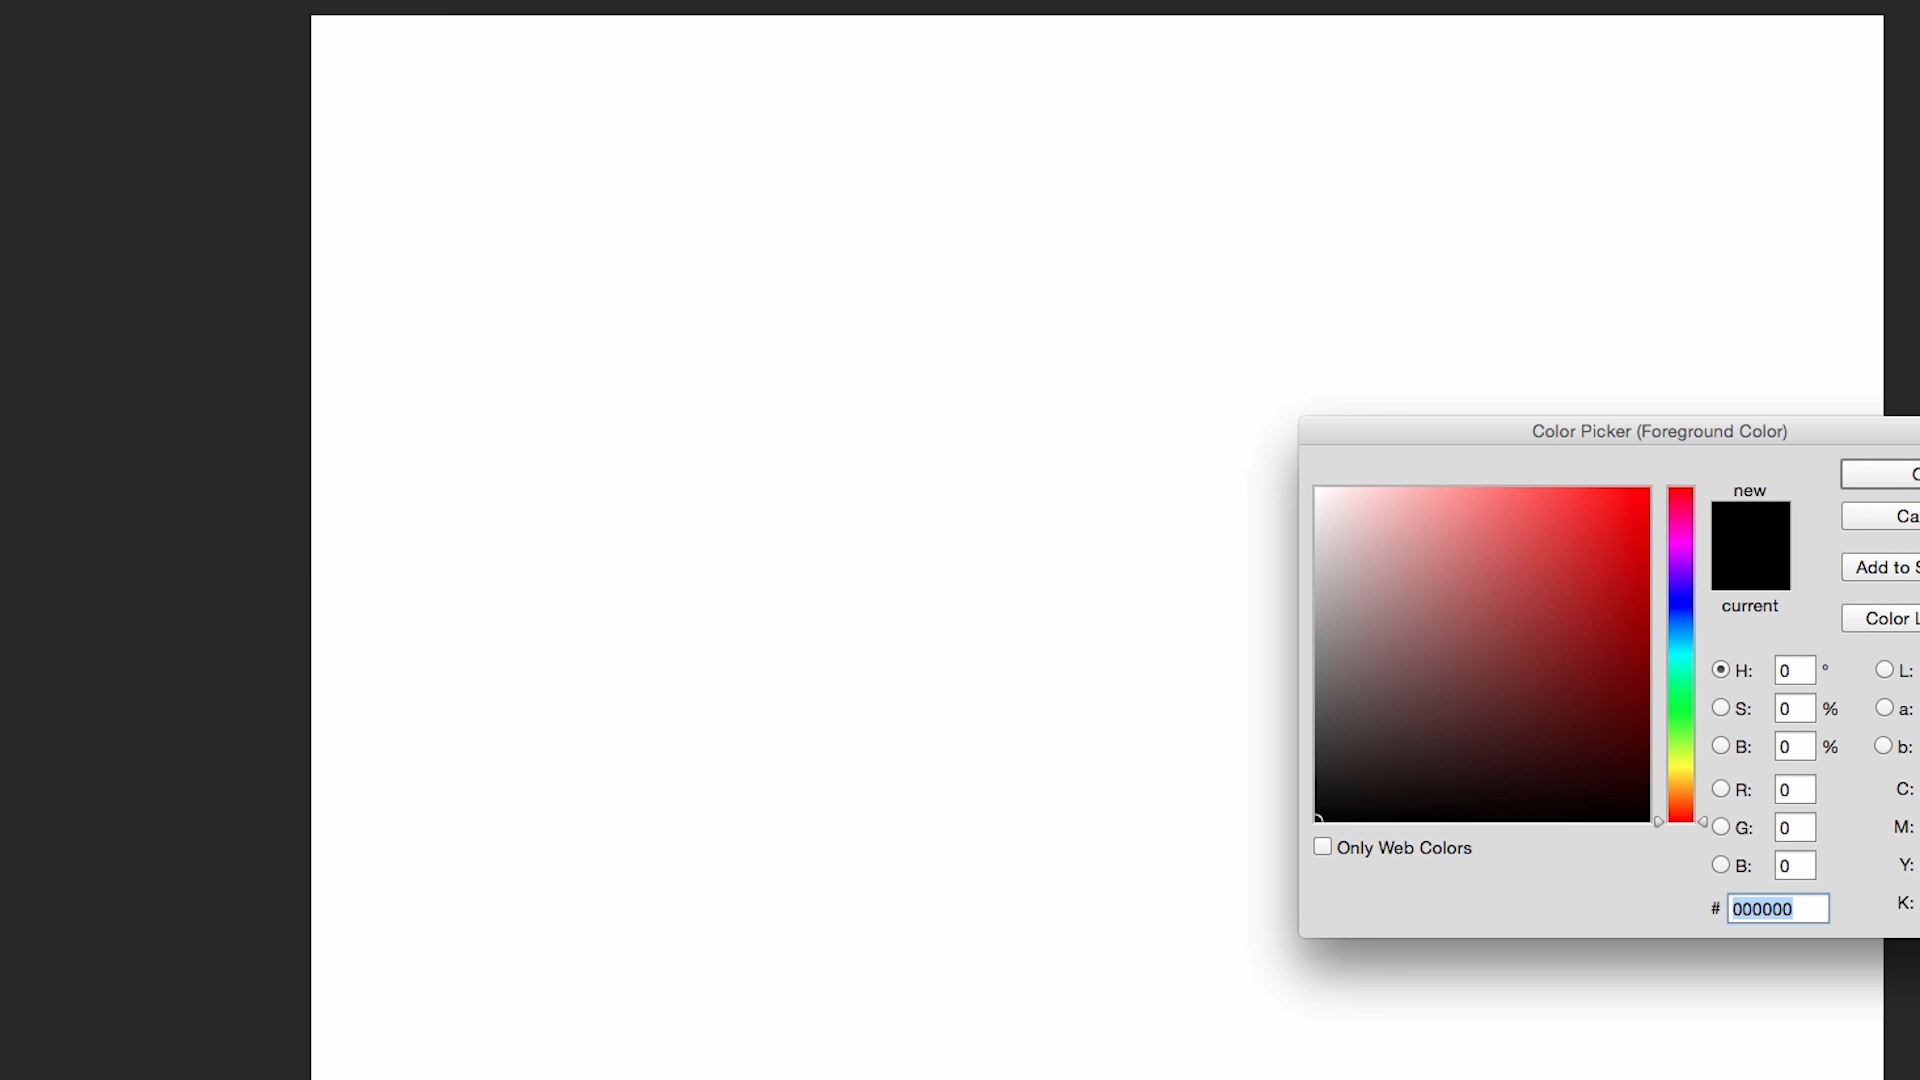 Color Picker (Foreground Color)
new
current
Add to
Color
H: 0 °
S: 0 %
B: 0 %
R: 0
G: 0
B: 0
# 000000
L:
a:
b:
C:
M:
Y:
K:
Only Web Colors